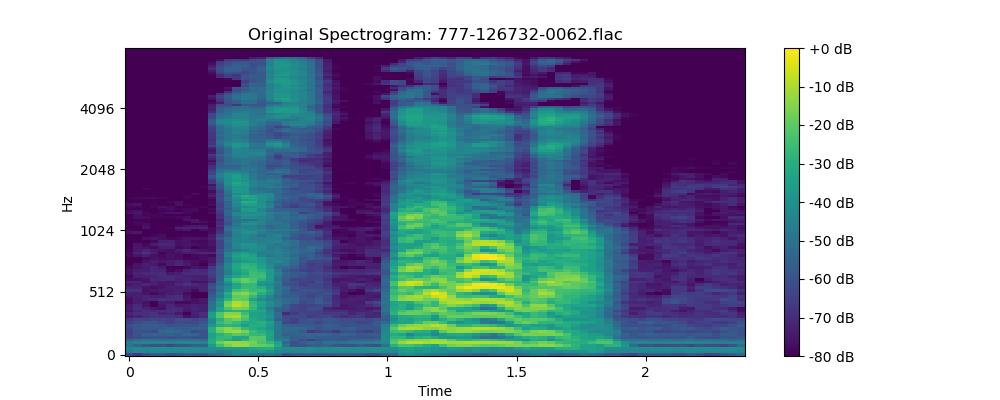 Original Spectrogram: 777-126732-0062.flac
Hz
4096
2048
1024
512
0
0
0.5
1
1.5
2
Time
+0 dB
-10 dB
-20 dB
-30 dB
-40 dB
-50 dB
-60 dB
-70 dB
-80 dB